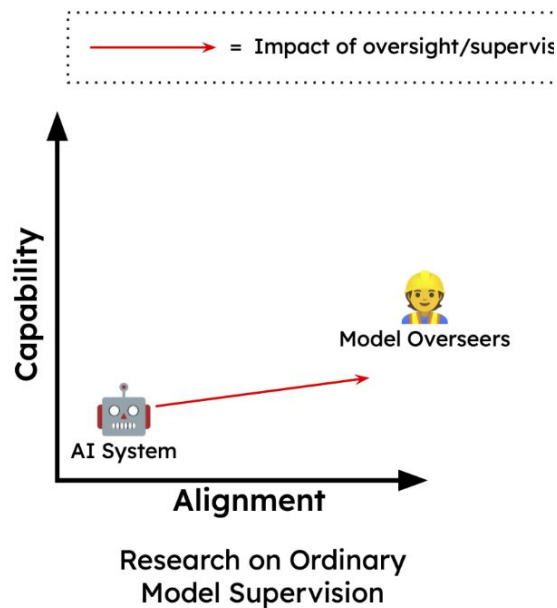 = Impact of oversight/supervis
Capability
Model Overseers
AI System
Alignment
Research on Ordinary
Model Supervision